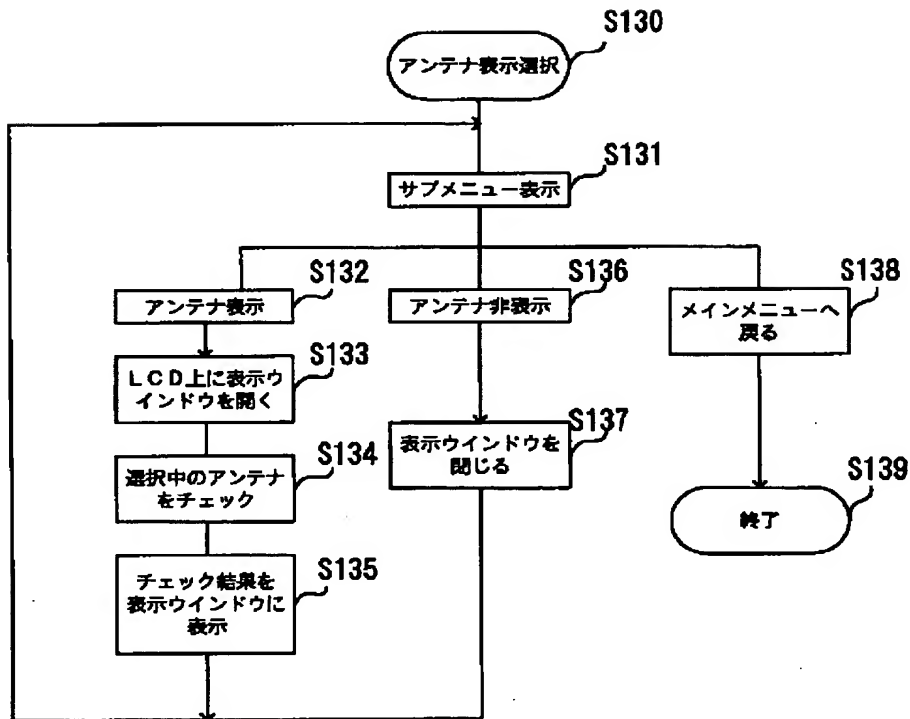 S130
アンテナ表示選択
S131
サブメニュー表示
S132
アンテナ表示
S136
アンテナ非表示
S138
メインメニューへ
戻る
S133
LCD上に表示ウ
インドウを開く
S134
選択中のアンテナ
をチェック
S137
表示ウインドウを
閉じる
S139
終了
S135
チェック結果を
表示ウインドウに
表示